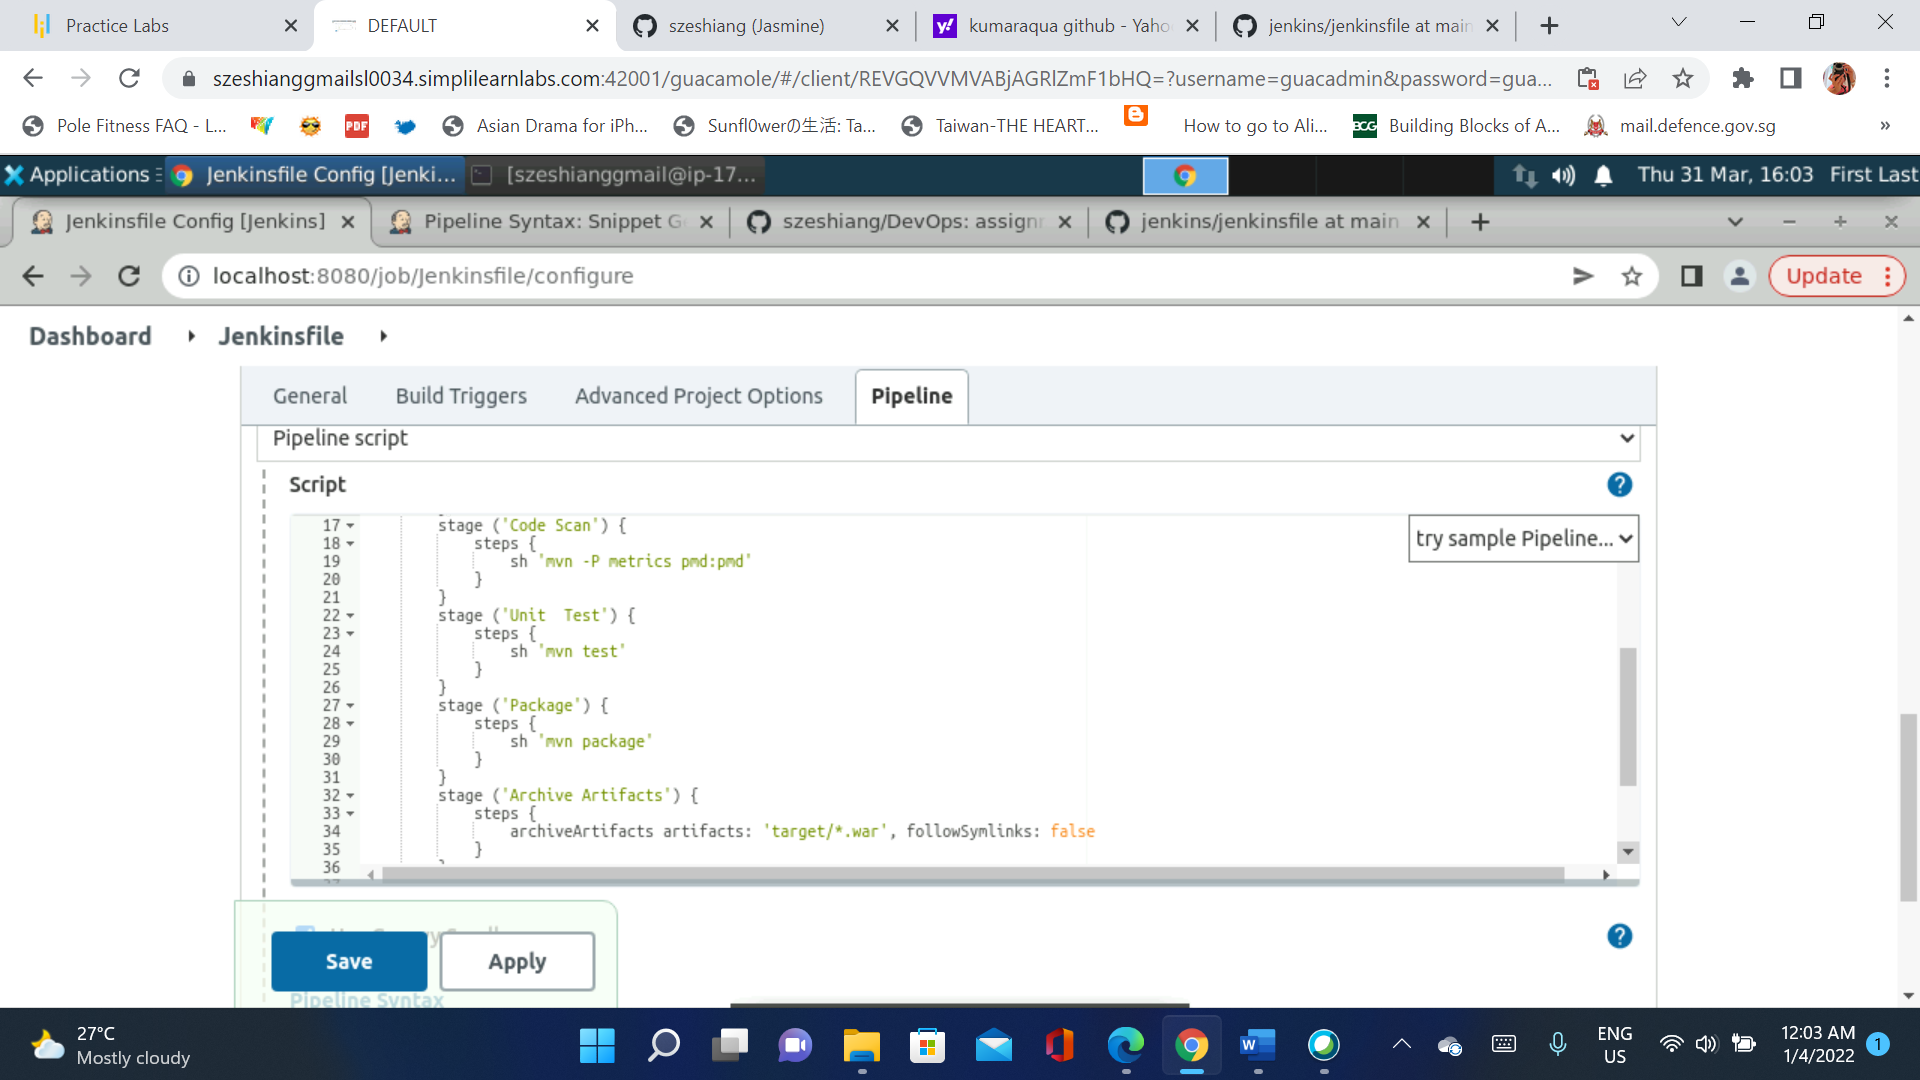 Practice Labs
DEFAULT
szeshiang (Jasmine)
kumaraqua github - Yaho
jenkins/jenkinsfile at main
szeshianggmailsl0034.simplilearnlabs.com:42001/guacamole/#/client/REVGQVVMVABjAGRlZmF1bHQ=?username=guacadmin&password=gua...
Pole Fitness FAQ - L...
PDF
Asian Drama for iPh...
Sunfl0werの生活: Ta...
Taiwan-THE HEART...
How to go to Ali...
BCG
Building Blocks of A...
mail.defence.gov.sg
»
Applications
Jenkinsfile Config [Jenki...
[szeshianggmail@ip-17...
Thu 31 Mar, 16:03
First Last
Jenkinsfile Config [Jenkins]
Pipeline Syntax: Snippet G
szeshiang/DevOps: assignm
jenkins/jenkinsfile at main
localhost:8080/job/Jenkinsfile/configure
Update
Dashboard
Jenkinsfile
General
Build Triggers
Advanced Project Options
Pipeline
Pipeline script
Script
?
try sample Pipeline...
17 stage ('Code Scan') {
18 steps {
19 sh 'mvn -P metrics pmd:pmd'
20 }
21 }
22 stage ('Unit  Test') {
23 steps {
24 sh 'mvn test'
25 }
26 }
27 stage ('Package') {
28 steps {
29 sh 'mvn package'
30 }
31 }
32 stage ('Archive Artifacts') {
33 steps {
34 archiveArtifacts artifacts: 'target/*.war', followSymlinks: false
35 }
36
?
Save
Apply
Pipeline Syntax
27°C
Mostly cloudy
W
ENG
US
12:03 AM
1/4/2022
1